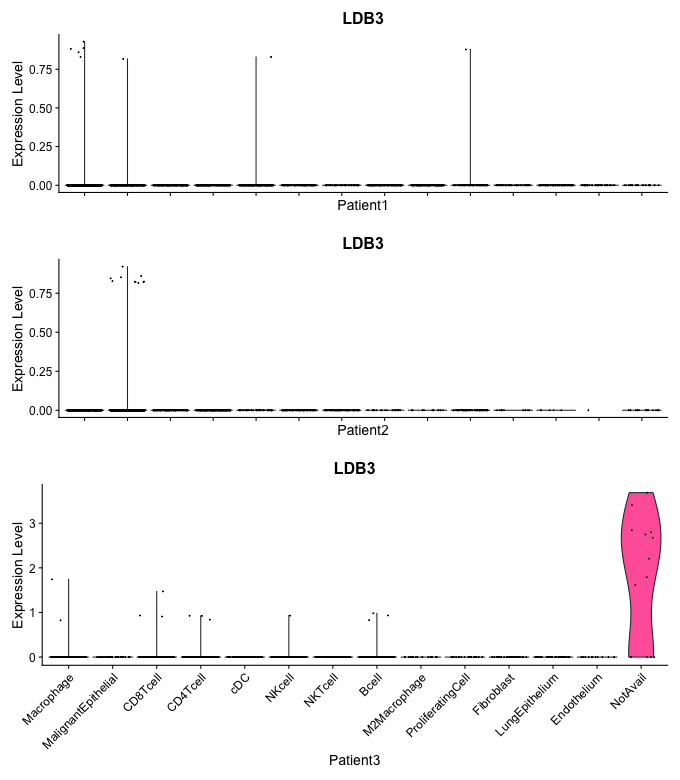 LDB3
Expression Level
0.75
0.50
0.25
0.00
Patient1
LDB3
Expression Level
0.75
0.50
0.25
0.00
Patient2
LDB3
Expression Level
3
2
1
0
Macrophage
MalignantEpithelial
CD8Tcell
CD4Tcell
cDC
NKcell
NKTcell
Bcell
M2Macrophage
ProliferatingCell
Fibroblast
LungEpithelium
Endothelium
NotAvail
Patient3